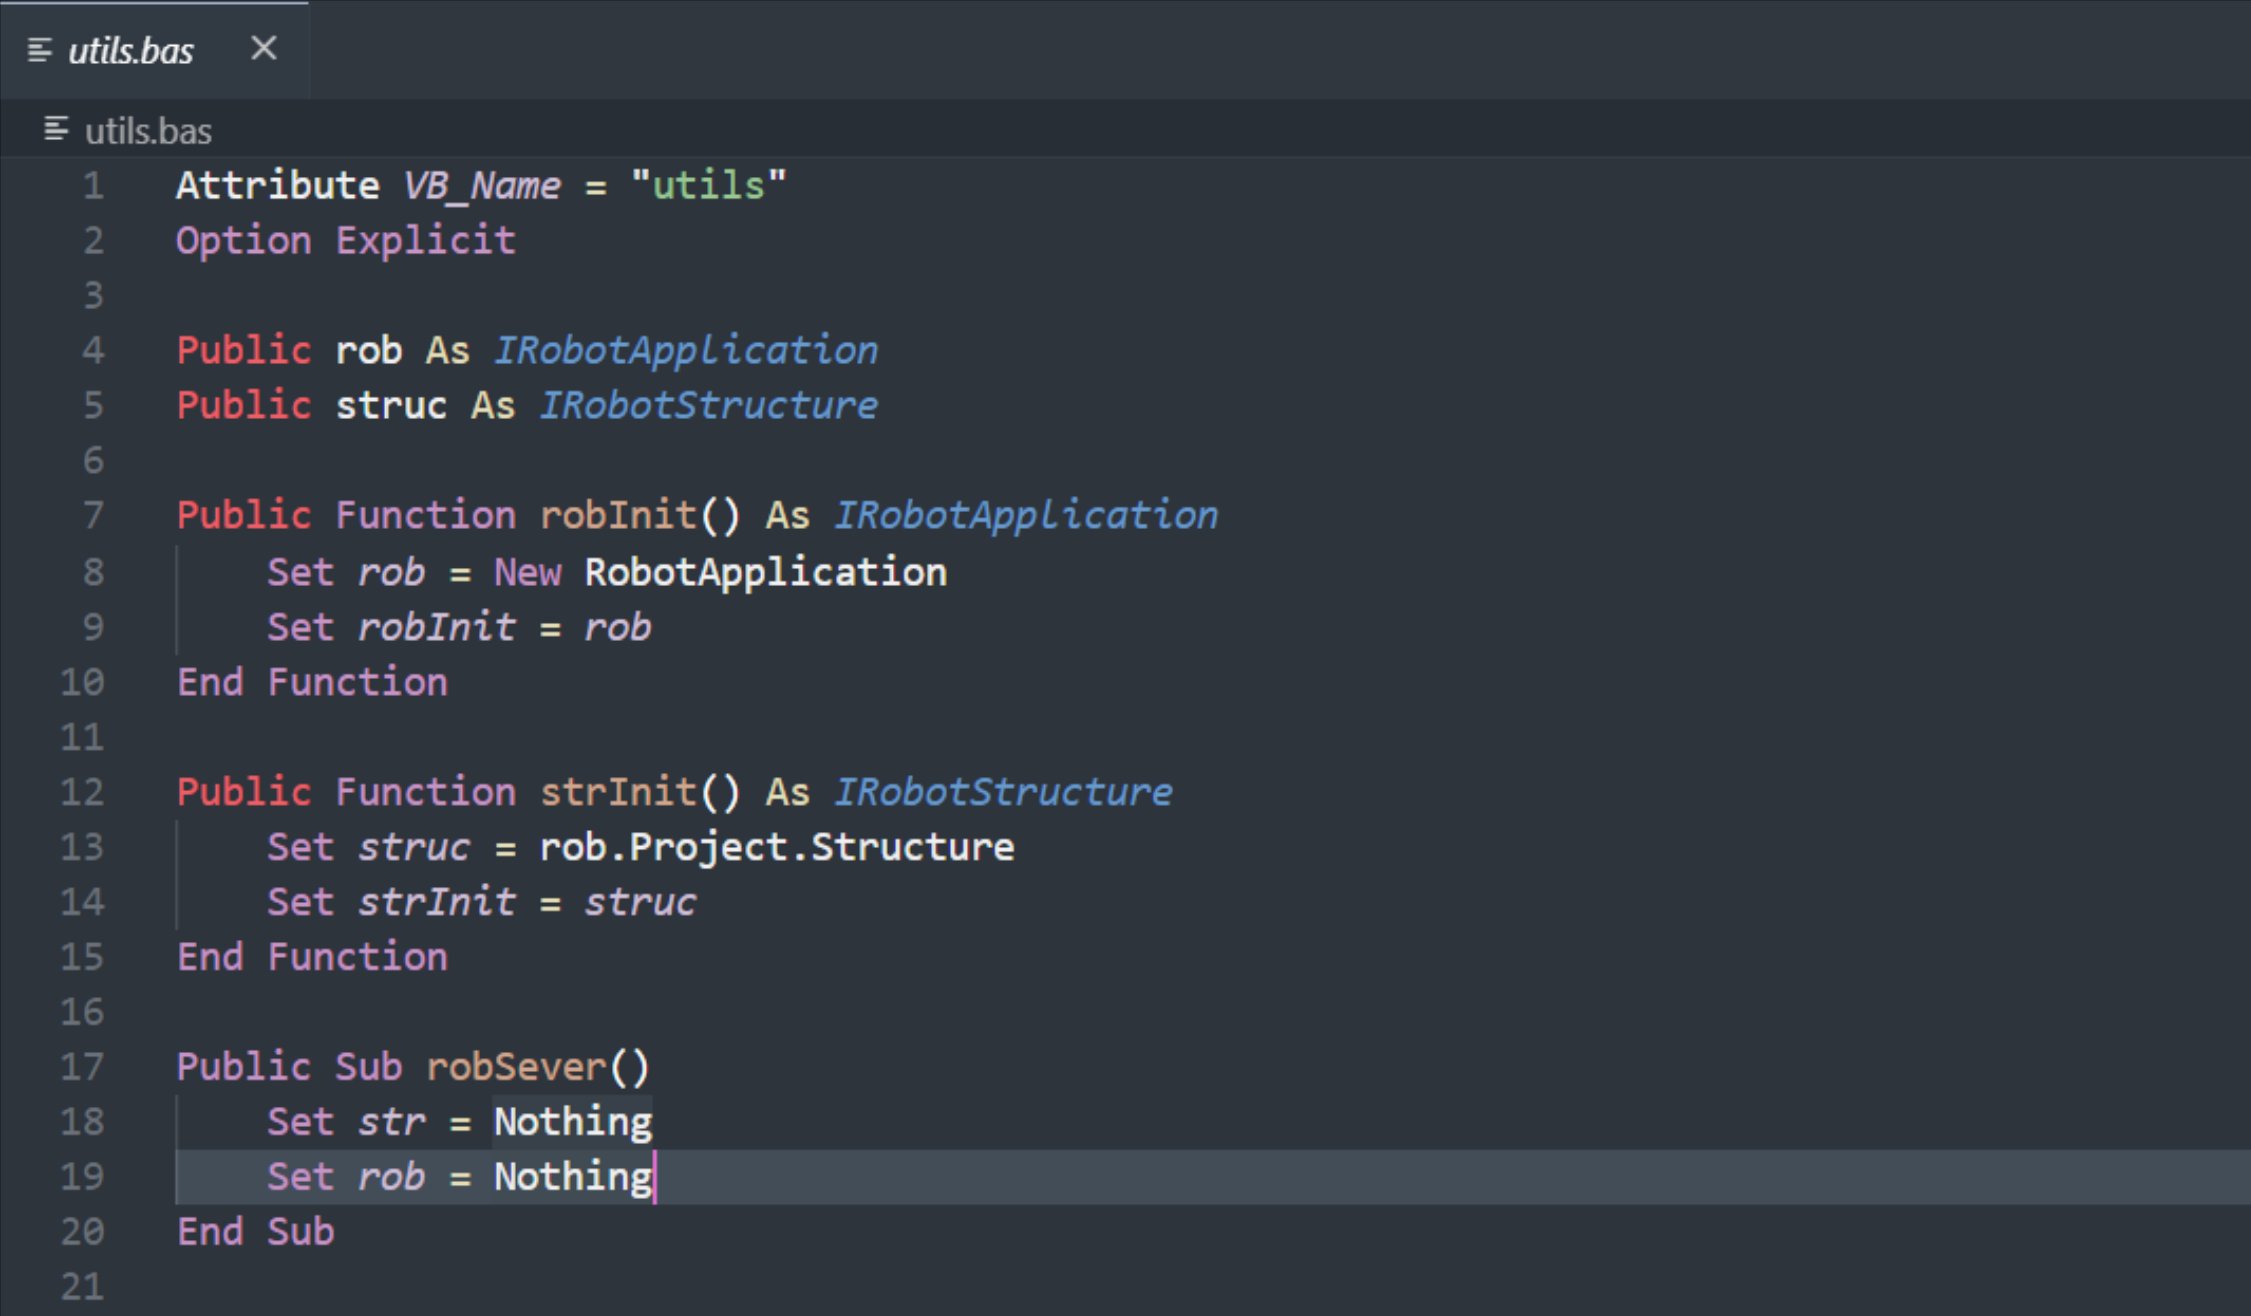 utils.bas
utils.bas
1 Attribute VB_Name = "utils"
2 Option Explicit
3
4 Public rob As IRobotApplication
5 Public struc As IRobotStructure
6
7 Public Function robInit() As IRobotApplication
8 Set rob = New RobotApplication
9 Set robInit = rob
10 End Function
11
12 Public Function strInit() As IRobotStructure
13 Set struc = rob.Project.Structure
14 Set strInit = struc
15 End Function
16
17 Public Sub robSever()
18 Set str = Nothing
19 Set rob = Nothing
20 End Sub
21